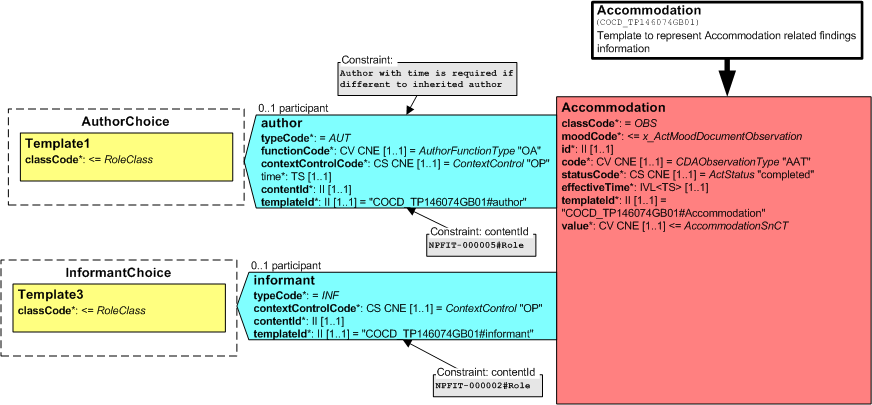 Accommodation
(COCD_TP146074GB01)
Template to represent Accommodation related findings
information
Constraint:
Author with time is required if
different to inherited author
0..1 participant
AuthorChoice
Template1
classCode*: <= RoleClass
author
typeCode*: = AUT
functionCode*: CV CNE [1..1] = AuthorFunctionType "OA"
contextControlCode*: CS CNE [1..1] = ContextControl "OP"
time*: TS [1..1]
contentId*: II [1..1]
templateId*: II [1..1] = "COCD_TP146074GB01#author"
Constraint: contentId
NPFIT-000005#Role
Accommodation
classCode*: = OBS
moodCode*: <= x_ActMoodDocumentObservation
id*: II [1..1]
code*: CV CNE [1..1] = CDAObservationType "AAT"
statusCode*: CS CNE [1..1] = ActStatus "completed"
effectiveTime*: IVL<TS> [1..1]
templateId*: II [1..1] =
"COCD_TP146074GB01#Accommodation"
value*: CV CNE [1..1] <= AccommodationSnCT
0..1 participant
InformantChoice
Template3
classCode*: <= RoleClass
informant
typeCode*: = INF
contextControlCode*: CS CNE [1..1] = ContextControl "OP"
contentId*: II [1..1]
templateId*: II [1..1] = "COCD_TP146074GB01#informant"
Constraint: contentId
NPFIT-000002#Role